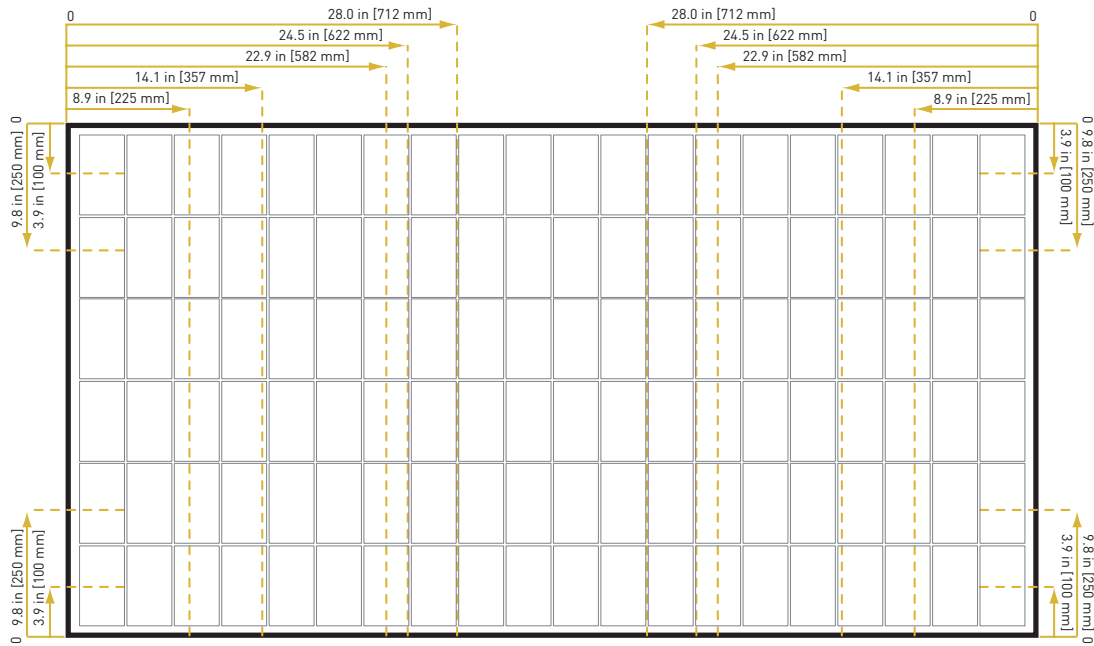 0
28.0 in [712 mm]
28.0 in [712 mm]
0
24.5 in [622 mm]
24.5 in [622 mm]
22.9 in [582 mm]
22.9 in [582 mm]
14.1 in [357 mm]
14.1 in [357 mm]
8.9 in [225 mm]
8.9 in [225 mm]
0
9.8 in [250 mm]
3.9 in [100 mm]
3.9 in [100 mm]
0 9.8 in [250 mm]
0 9.8 in [250 mm]
3.9 in [100 mm]
3.9 in [100 mm]
9.8 in [250 mm] 0